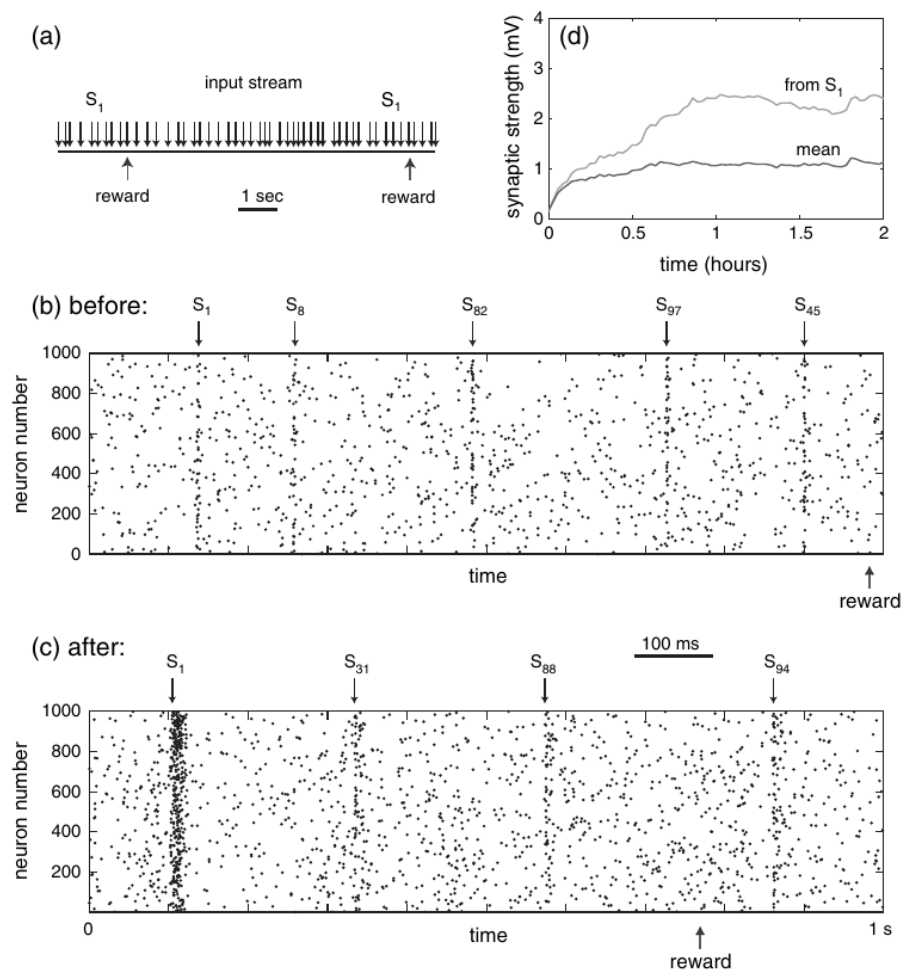 (a)
input stream
S1 S1
reward reward
1 sec
(d)
synaptic strength (mV)
4
3
2
1
0
from S1
mean
0 0.5 1 1.5 2
time (hours)
(b) before:
S1 S8 S82 S97 S45
neuron number
1000
800
600
400
200
0
time
reward
(c) after:
100 ms
S1 S31 S88 S94
neuron number
1000
800
600
400
200
0 time 1 s
reward